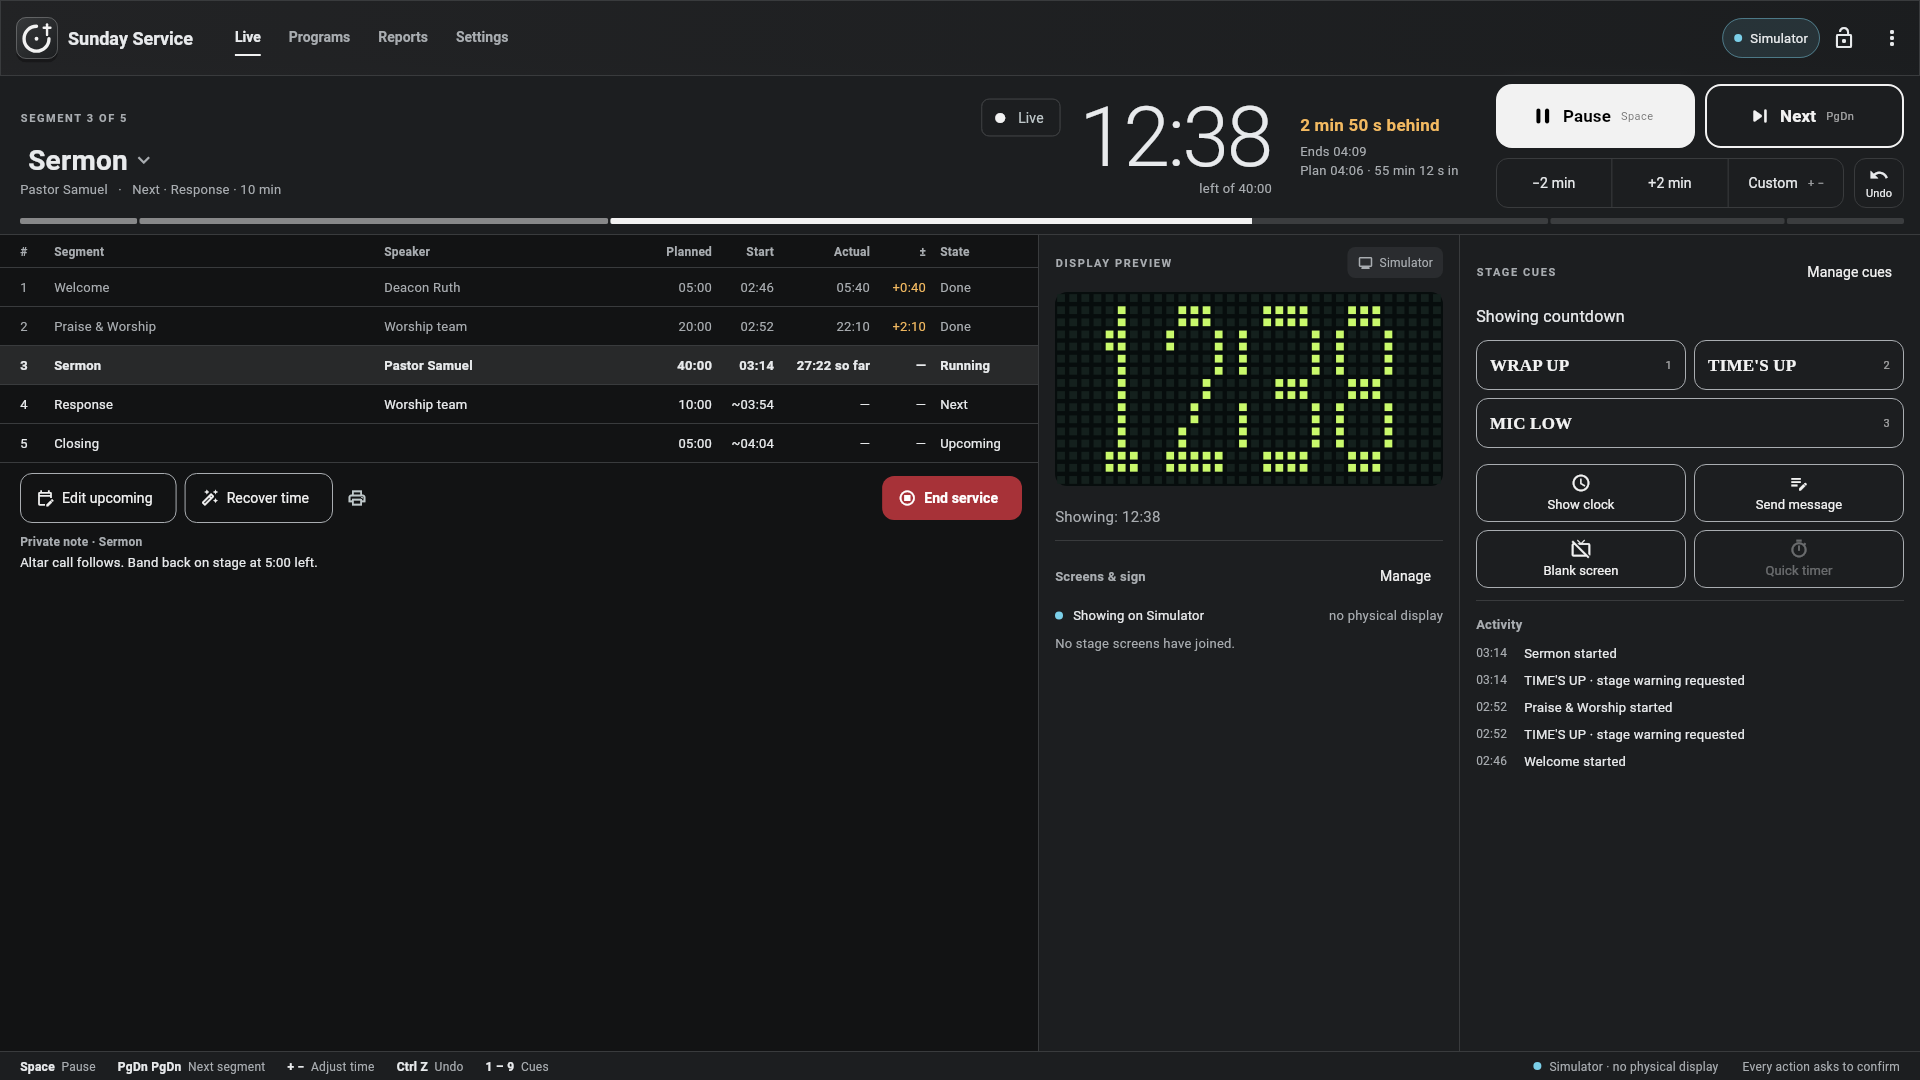 Sunday Service
Live
Programs
Reports
Settings
Simulator
SEGMENT 3 OF 5
Sermon
Pastor Samuel · Next · Response · 10 min
Live
12:38
left of 40:00
2 min 50 s behind
Ends 04:09
Plan 04:06 · 55 min 12 s in
Pause Space
Next PgDn
−2 min
+2 min
Custom + −
Undo
# Segment Speaker Planned Start Actual ± State
1 Welcome Deacon Ruth 05:00 02:46 05:40 +0:40 Done
2 Praise & Worship Worship team 20:00 02:52 22:10 +2:10 Done
3 Sermon Pastor Samuel 40:00 03:14 27:22 so far — Running
4 Response Worship team 10:00 ~03:54 — — Next
5 Closing 05:00 ~04:04 — — Upcoming
Edit upcoming
Recover time
End service
Private note · Sermon
Altar call follows. Band back on stage at 5:00 left.
DISPLAY PREVIEW
Simulator
12:38
Showing: 12:38
Screens & sign
Manage
Showing on Simulator
no physical display
No stage screens have joined.
STAGE CUES
Manage cues
Showing countdown
WRAP UP 1
TIME'S UP 2
MIC LOW 3
Show clock
Send message
Blank screen
Quick timer
Activity
03:14 Sermon started
03:14 TIME'S UP · stage warning requested
02:52 Praise & Worship started
02:52 TIME'S UP · stage warning requested
02:46 Welcome started
Space Pause PgDn PgDn Next segment + − Adjust time Ctrl Z Undo 1 – 9 Cues
Simulator · no physical display
Every action asks to confirm